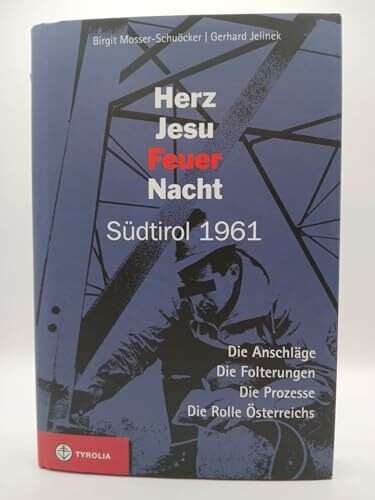 Birgit Mosser-Schuöcker | Gerhard Jelinek
Herz
Jesu
Feuer
Nacht
Südtirol 1961
Die Anschläge
Die Folterungen
Die Prozesse
Die Rolle Österreichs
TYROLIA